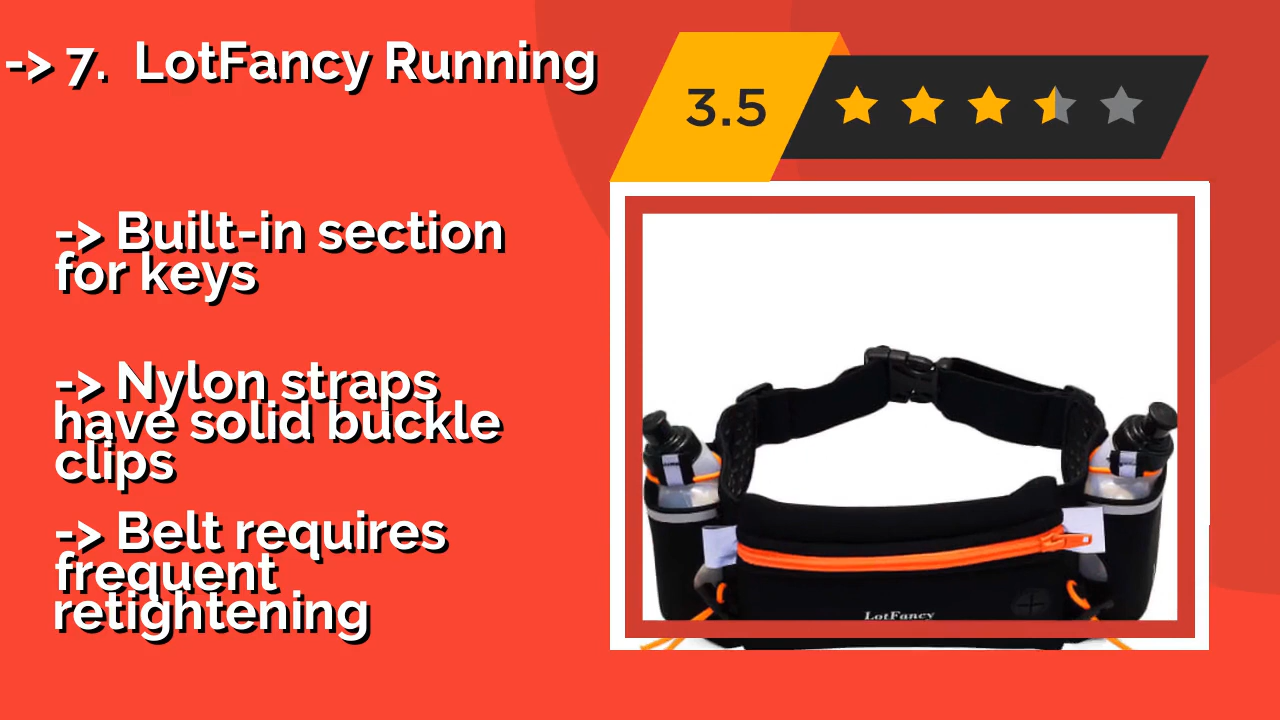 -> 7. LotFancy Running
3.5
-> Built-in section
for keys
-> Nylon straps
have solid buckle
clips
-> Belt requires
frequent
retightening
LotFancy